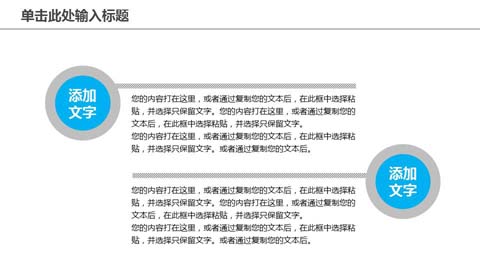 单击此处输入标题
添加
文字
您的内容打在这里，或者通过复制您的文本后，在此框中选择粘
贴，并选择只保留文字。您的内容打在这里，或者通过复制您的
文本后，在此框中选择粘贴，并选择只保留文字。
您的内容打在这里，或者通过复制您的文本后，在此框中选择粘
贴，并选择只保留文字。或者通过复制您的文本后。
添加
文字
您的内容打在这里，或者通过复制您的文本后，在此框中选择粘
贴，并选择只保留文字。您的内容打在这里，或者通过复制您的
文本后，在此框中选择粘贴，并选择只保留文字。
您的内容打在这里，或者通过复制您的文本后，在此框中选择粘
贴，并选择只保留文字。或者通过复制您的文本后。